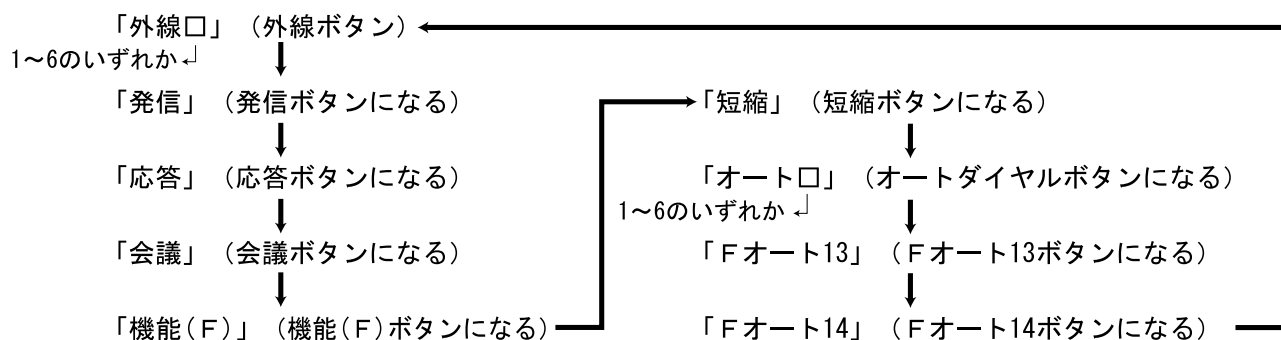 「外線□」（外線ボタン）
1～6のいずれか
「発信」（発信ボタンになる）
「応答」（応答ボタンになる）
「会議」（会議ボタンになる）
「機能(Ｆ)」（機能(Ｆ)ボタンになる）
「短縮」（短縮ボタンになる）
「オート□」（オートダイヤルボタンになる）
1～6のいずれか
「Ｆオート13」（Ｆオート13ボタンになる）
「Ｆオート14」（Ｆオート14ボタンになる）